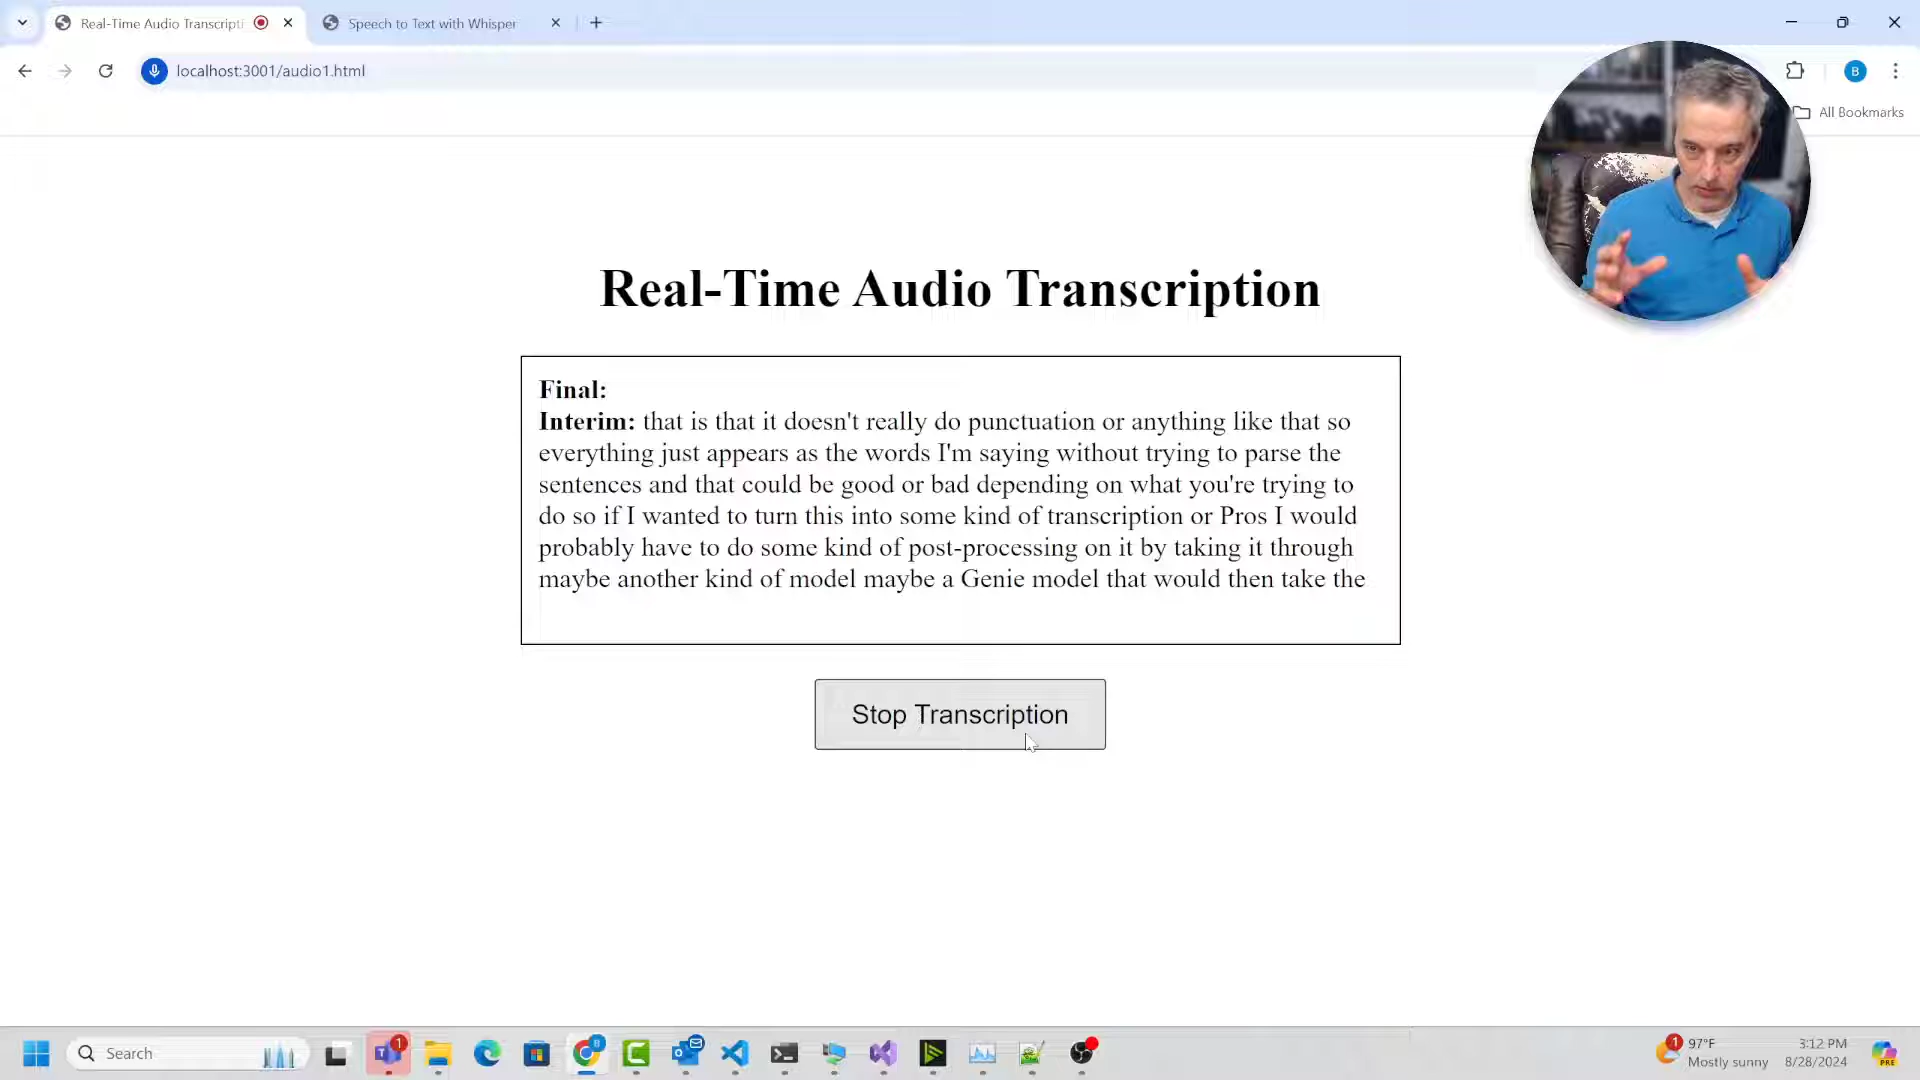 Real-Time Audio Transcripti
Speech to Text with Whisper
localhost:3001/audio1.html
B
All Bookmarks
Real-Time Audio Transcription
Final:
Interim: that is that it doesn't really do punctuation or anything like that so
everything just appears as the words I'm saying without trying to parse the
sentences and that could be good or bad depending on what you're trying to
do so if I wanted to turn this into some kind of transcription or Pros I would
probably have to do some kind of post-processing on it by taking it through
maybe another kind of model maybe a Genie model that would then take the
Stop Transcription
Search
1
B
1
97°F
Mostly sunny
3:12 PM
8/28/2024
PRE